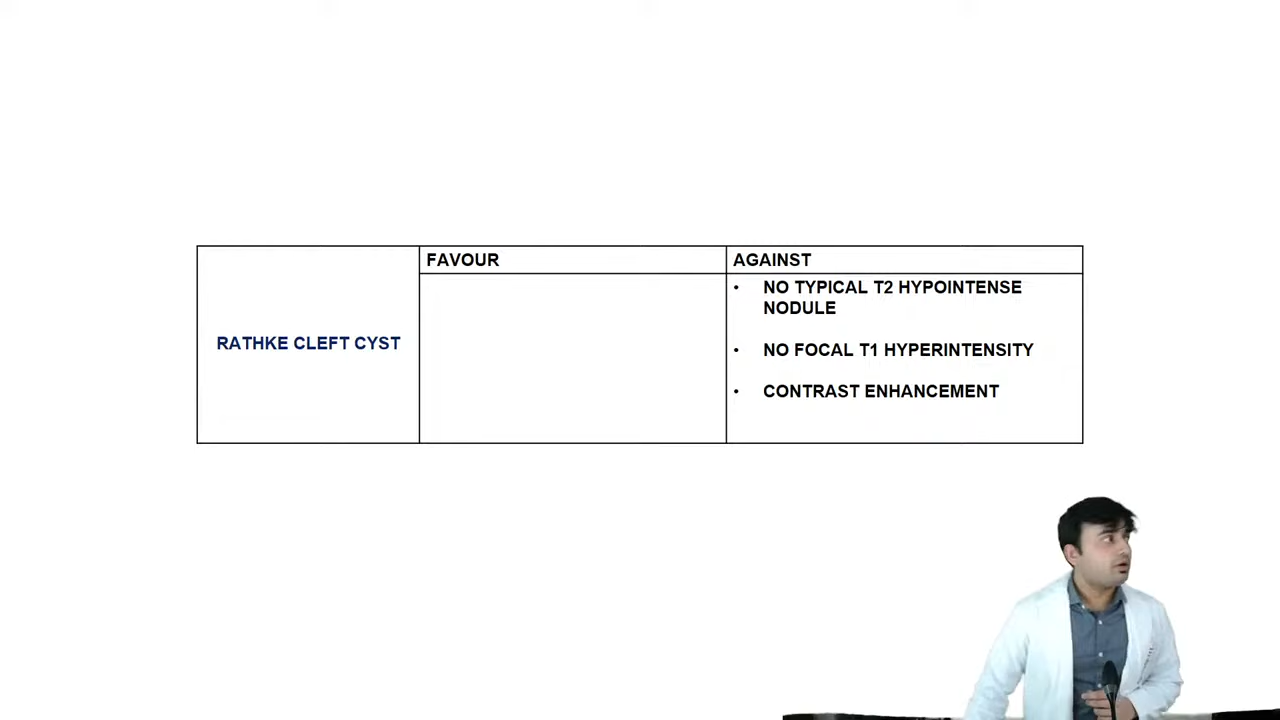 FAVOUR
AGAINST
RATHKE CLEFT CYST
• NO TYPICAL T2 HYPOINTENSE
NODULE
• NO FOCAL T1 HYPERINTENSITY
• CONTRAST ENHANCEMENT